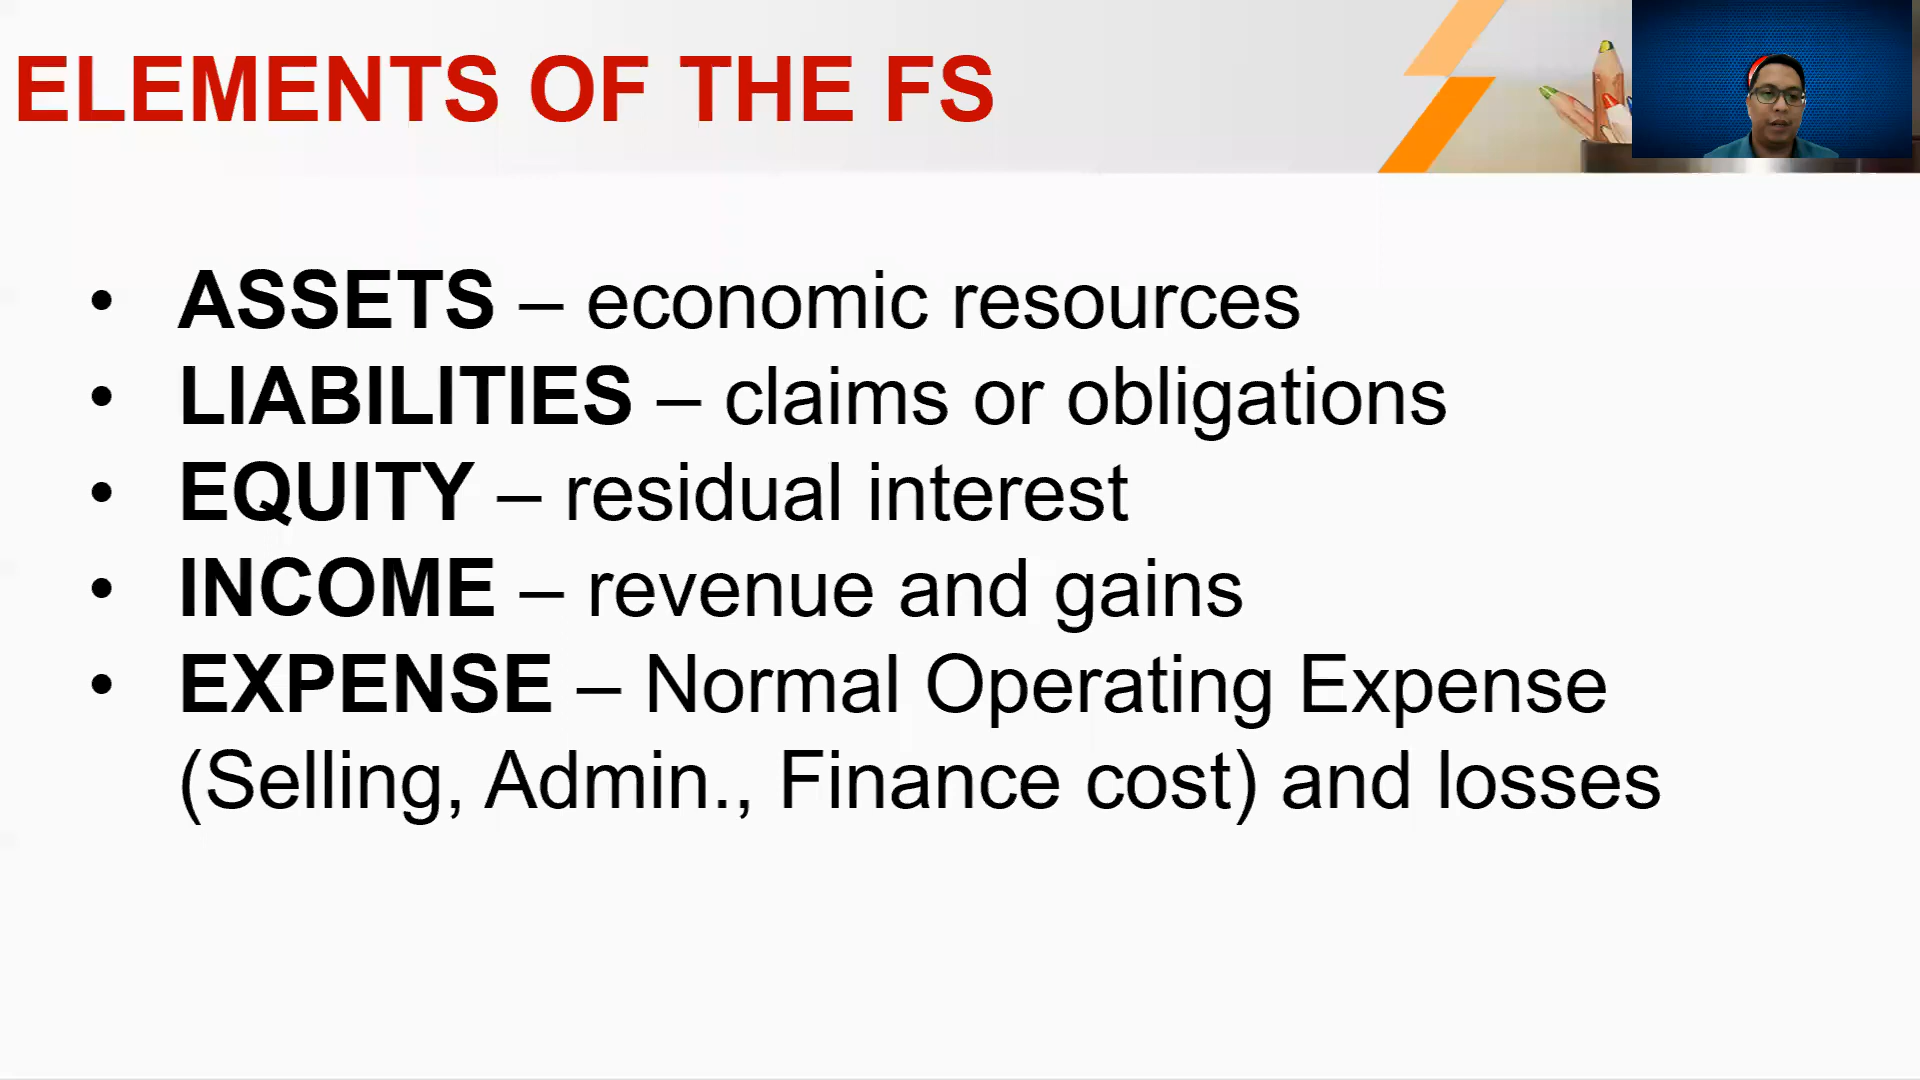 ELEMENTS OF THE FS
• ASSETS – economic resources
• LIABILITIES – claims or obligations
• EQUITY – residual interest
• INCOME – revenue and gains
• EXPENSE – Normal Operating Expense
(Selling, Admin., Finance cost) and losses